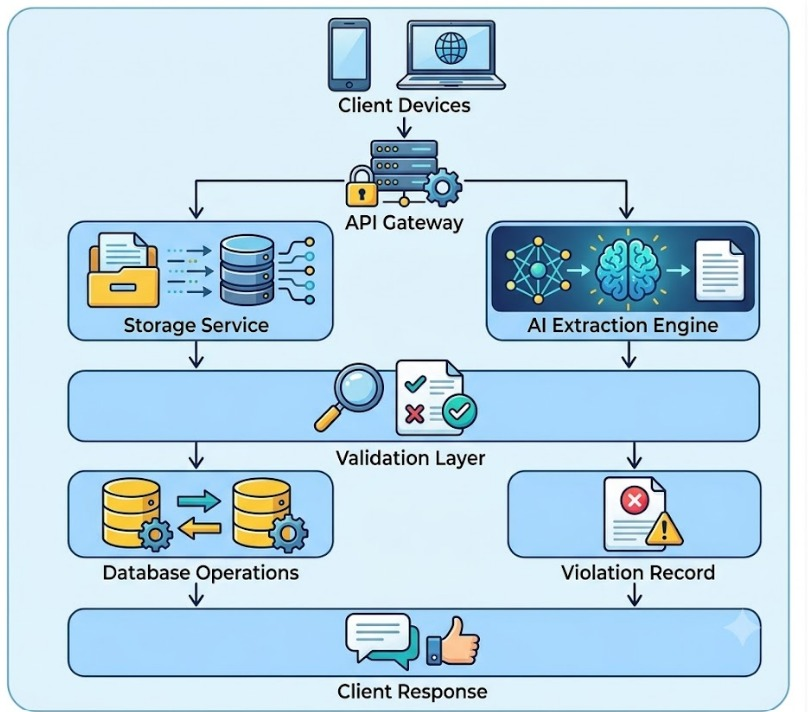 Client Devices
API Gateway
Storage Service
AI Extraction Engine
Validation Layer
Database Operations
Violation Record
Client Response